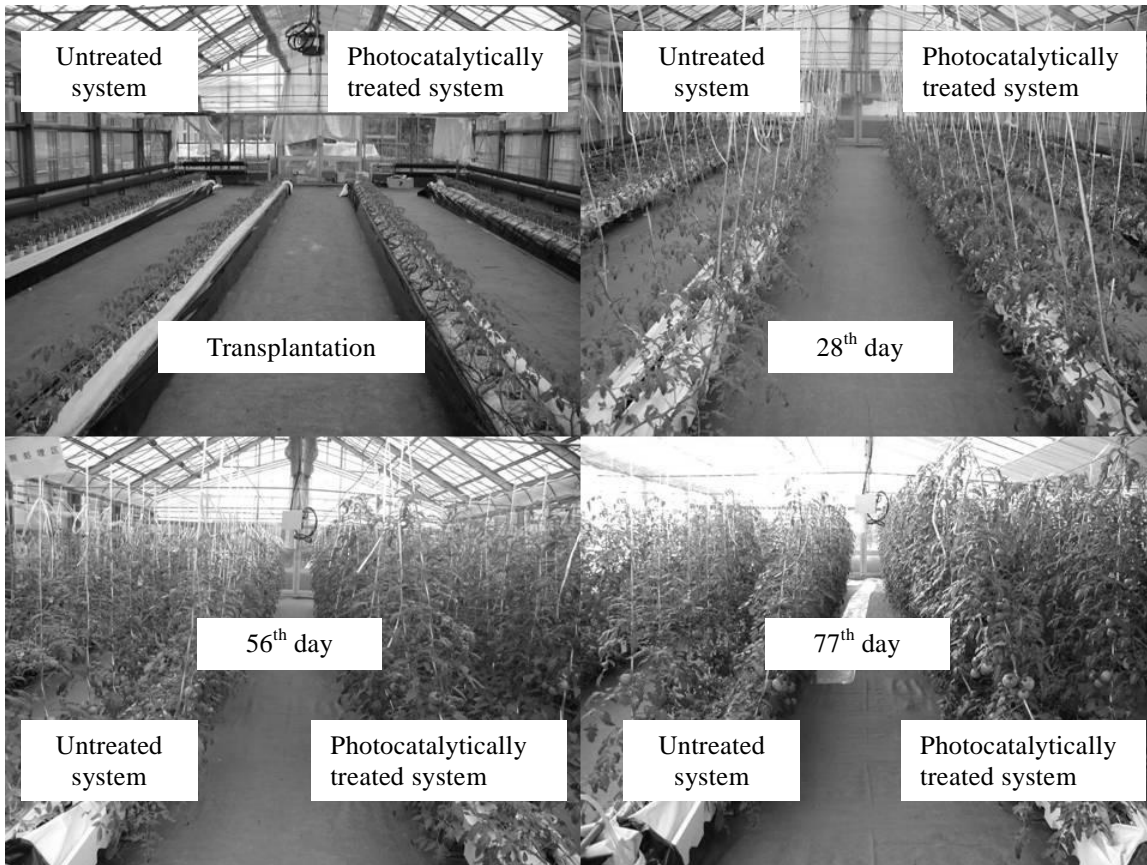 Untreated
system
Photocatalytically
treated system
Transplantation
Untreated
system
Photocatalytically
treated system
28th day
56th day
Untreated
system
Photocatalytically
treated system
77th day
Untreated
system
Photocatalytically
treated system